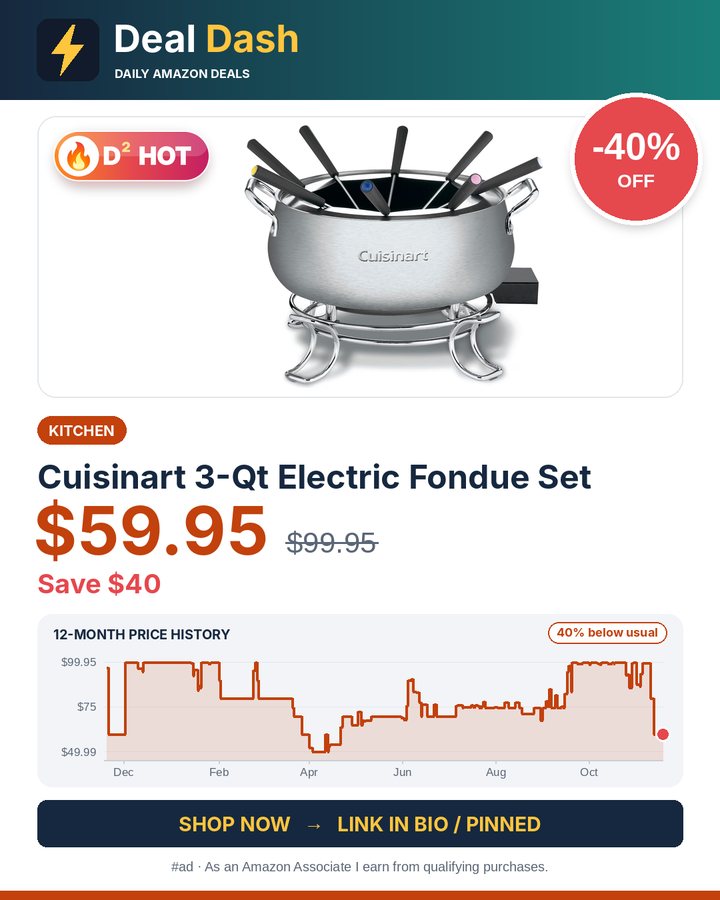 Deal Dash
DAILY AMAZON DEALS
D² HOT
-40%
OFF
Cuisinart
KITCHEN
Cuisinart 3-Qt Electric Fondue Set
$59.95 $99.95
Save $40
12-MONTH PRICE HISTORY
40% below usual
$99.95
$75
$49.99
Dec Feb Apr Jun Aug Oct
SHOP NOW → LINK IN BIO / PINNED
#ad · As an Amazon Associate I earn from qualifying purchases.